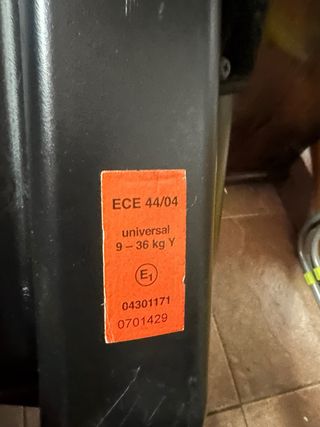 ECE 44/04
universal
9 – 36 kg Y
E1
04301171
0701429